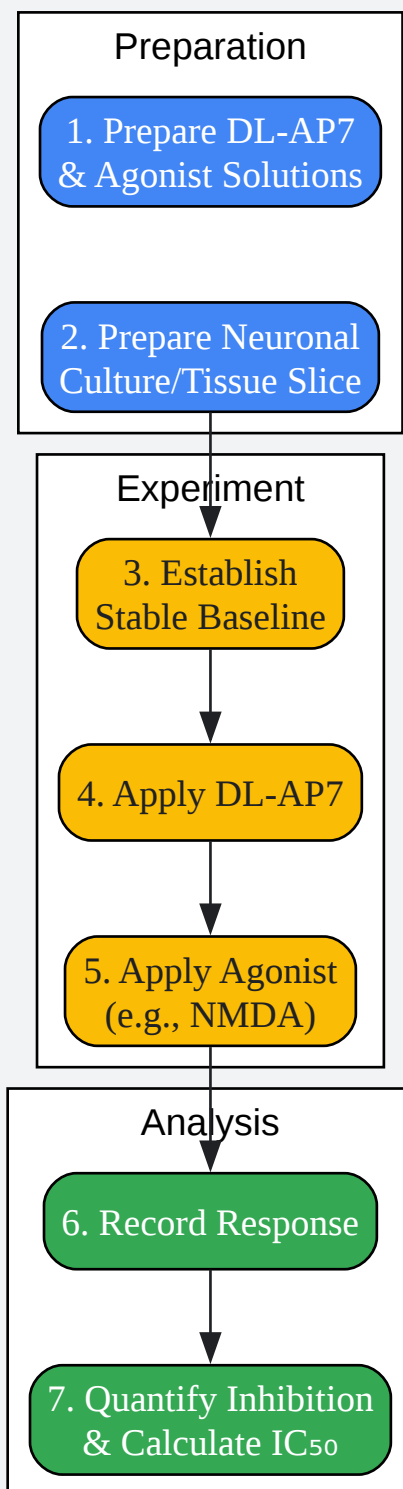 Preparation
1. Prepare DL-AP7
& Agonist Solutions
2. Prepare Neuronal
Culture/Tissue Slice
Experiment
3. Establish
Stable Baseline
4. Apply DL-AP7
5. Apply Agonist
(e.g., NMDA)
Analysis
6. Record Response
7. Quantify Inhibition
& Calculate IC₅₀